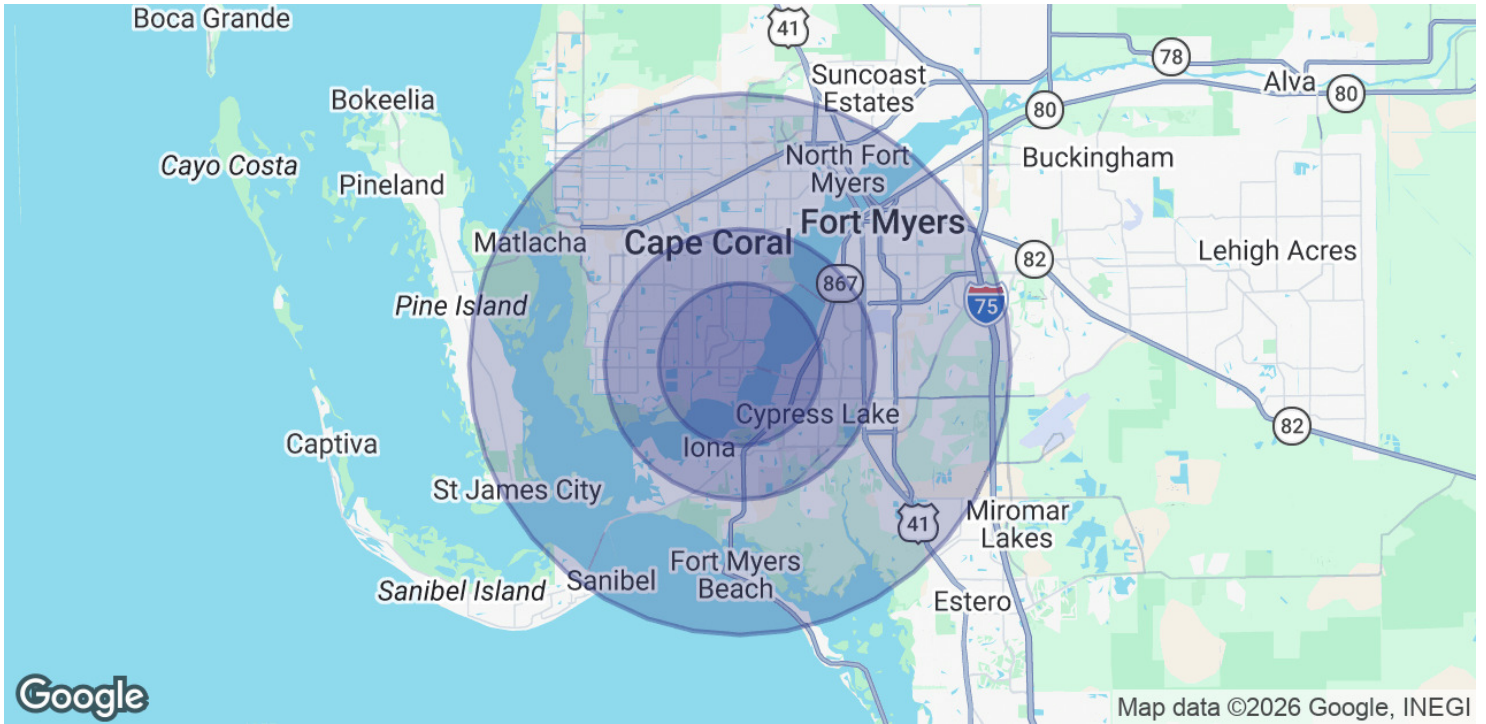 Boca Grande
41
78
Suncoast
Estates
Alva
80
Bokeelia
80
Cayo Costa
North Fort
Myers
Buckingham
Pineland
Fort Myers
Matlacha
Cape Coral
Lehigh Acres
82
867
Pine Island
75
Cypress Lake
82
Captiva
Iona
St James City
41
Miromar
Lakes
Fort Myers
Beach
Sanibel Island
Sanibel
Estero
Google
Map data ©2026 Google, INEGI